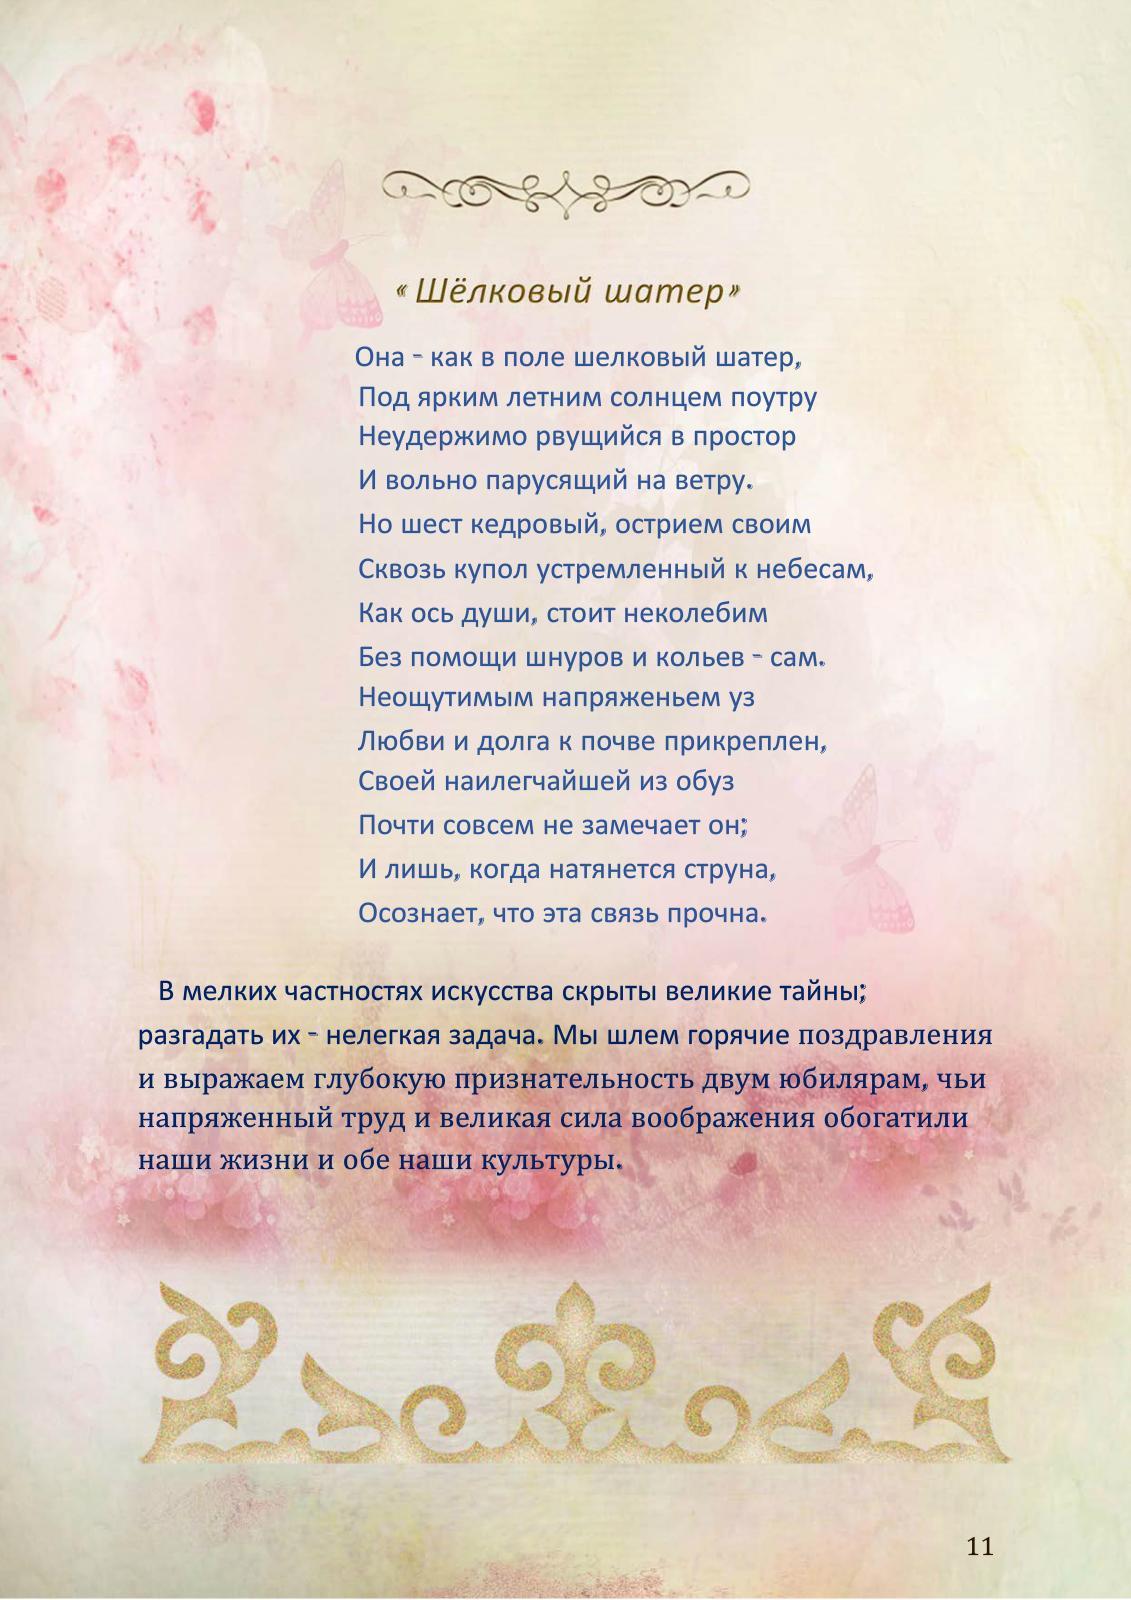 « Шёлковый шатер»
Она - как в поле шелковый шатер,
Под ярким летним солнцем поутру
Неудержимо рвущийся в простор
И вольно парусящий на ветру.
Но шест кедровый, острием своим
Сквозь купол устремленный к небесам,
Как ось души, стоит неколебим
Без помощи шнуров и кольев - сам.
Неощутимым напряженьем уз
Любви и долга к почве прикреплен,
Своей наилегчайшей из обуз
Почти совсем не замечает он;
И лишь, когда натянется струна,
Осознает, что эта связь прочна.
В мелких частностях искусства скрыты великие тайны;
разгадать их - нелегкая задача. Мы шлем горячие поздравления
и выражаем глубокую признательность двум юбилярам, чьи
напряженный труд и великая сила воображения обогатили
наши жизни и обе наши культуры.
11